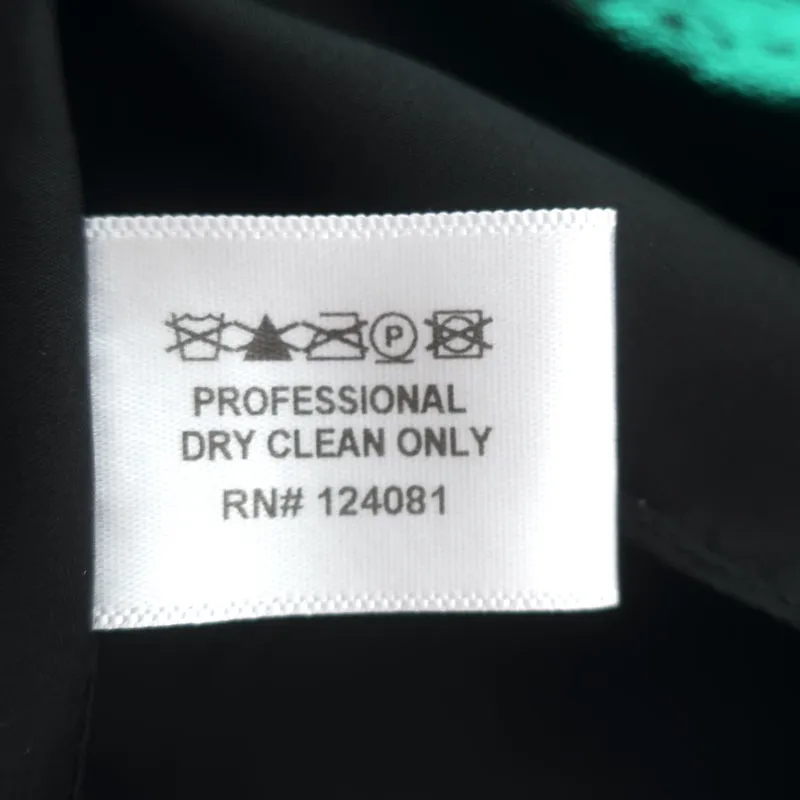 P
PROFESSIONAL
DRY CLEAN ONLY
RN# 124081